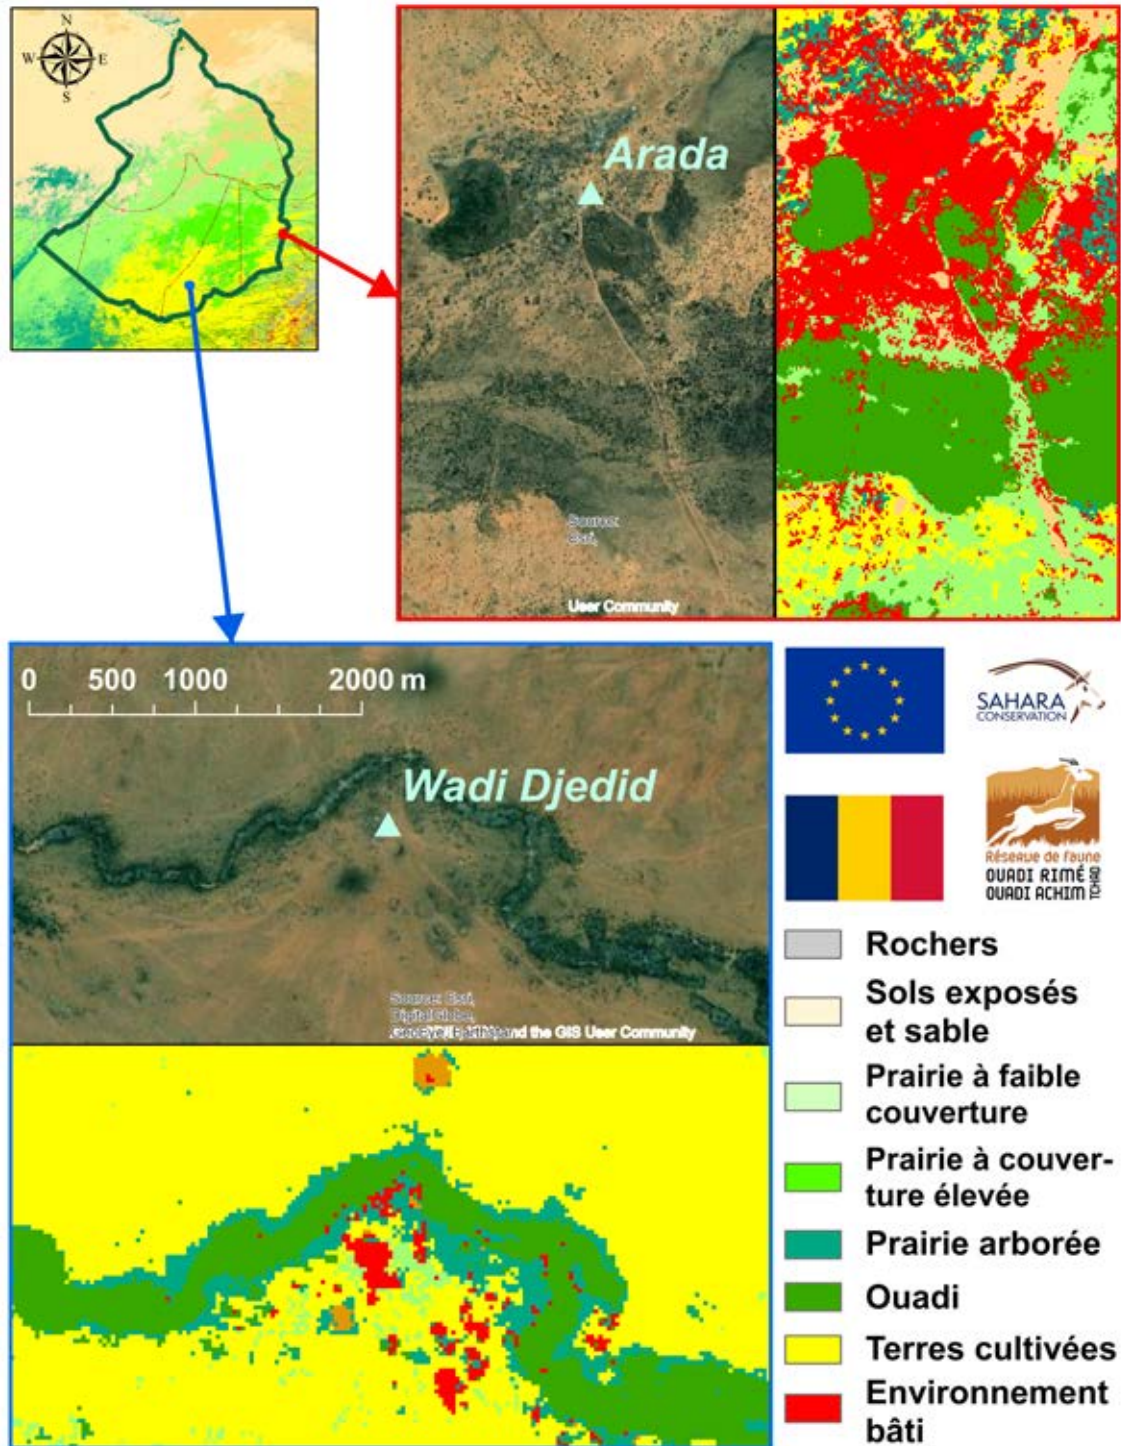 N
W E
S
Arada
Source:
Esri,
User Community
0 500 1000 2000 m
Wadi Djedid
Source: Esri,
DigitalGlobe,
GeoEye, and the GIS User Community
SAHARA
CONSERVATION
Réserve de faune
OUADI RIMÉ
OUADI ACHIM
TCHAD
Rochers
Sols exposés
et sable
Prairie à faible
couverture
Prairie à couver-
ture élevée
Prairie arborée
Ouadi
Terres cultivées
Environnement
bâti